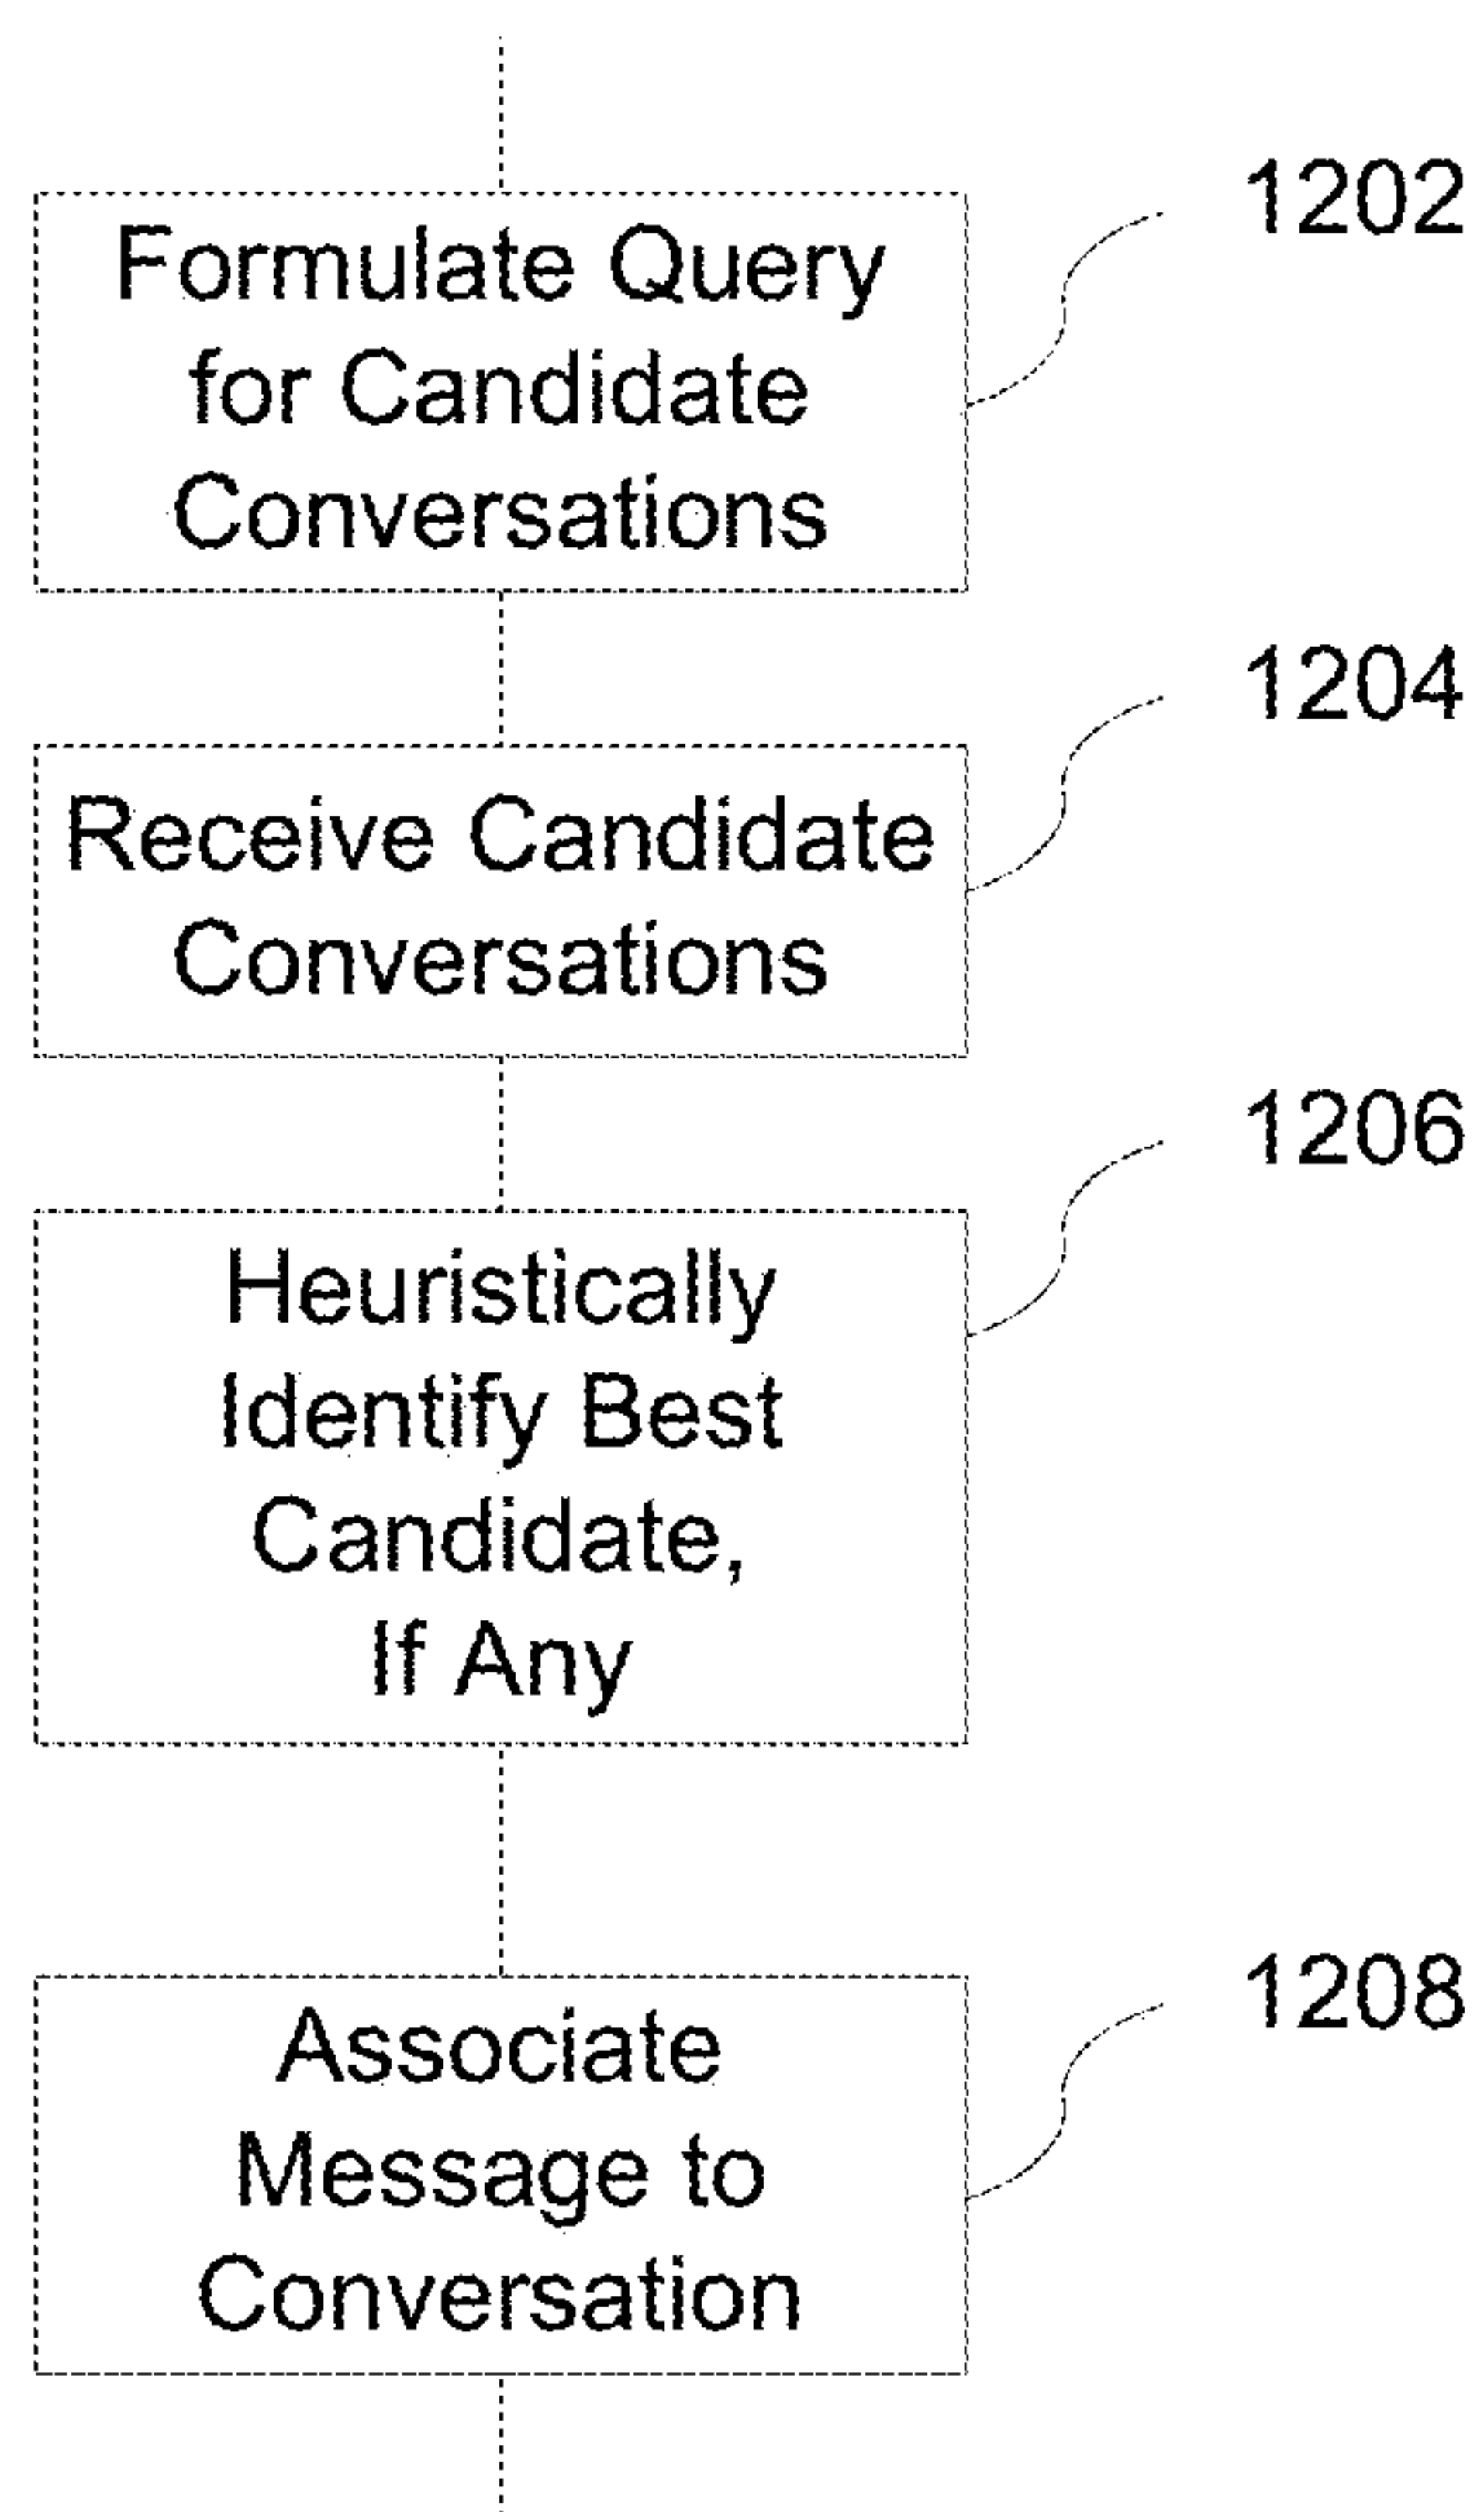 1202
Formulate Query
for Candidate
Conversations
1204
Receive Candidate
Conversations
1206
Heuristically
Identify Best
Candidate,
If Any
1208
Associate
Message to
Conversation